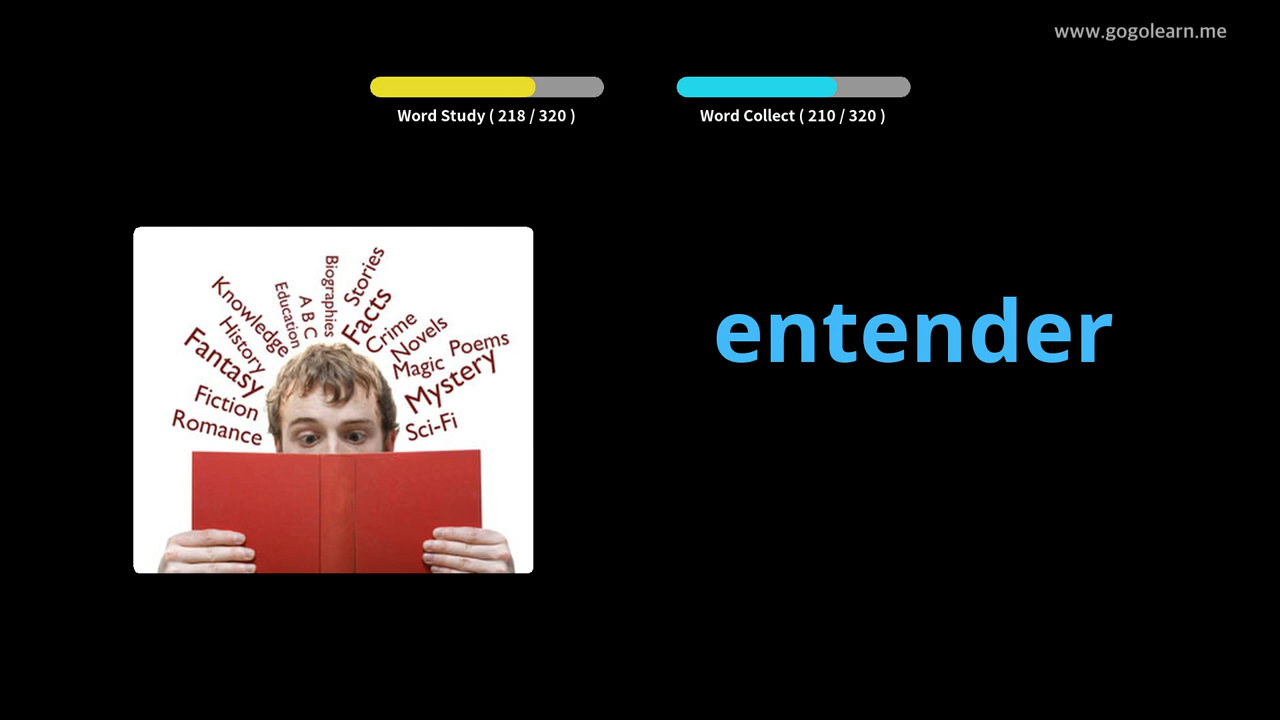 www.gogolearn.me
Word Study ( 218 / 320 )
Word Collect ( 210 / 320 )
Knowledge
Education
A B C
Biographies
Stories
Facts
Crime
Novels
Poems
History
Fantasy
Magic
Mystery
Fiction
Romance
Sci-Fi
entender